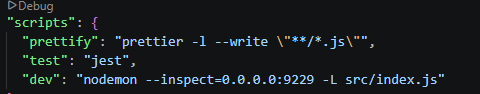 Debug
"scripts": {
"prettify": "prettier -l --write \"**/*.js\"",
"test": "jest",
"dev": "nodemon --inspect=0.0.0.0:9229 -L src/index.js"